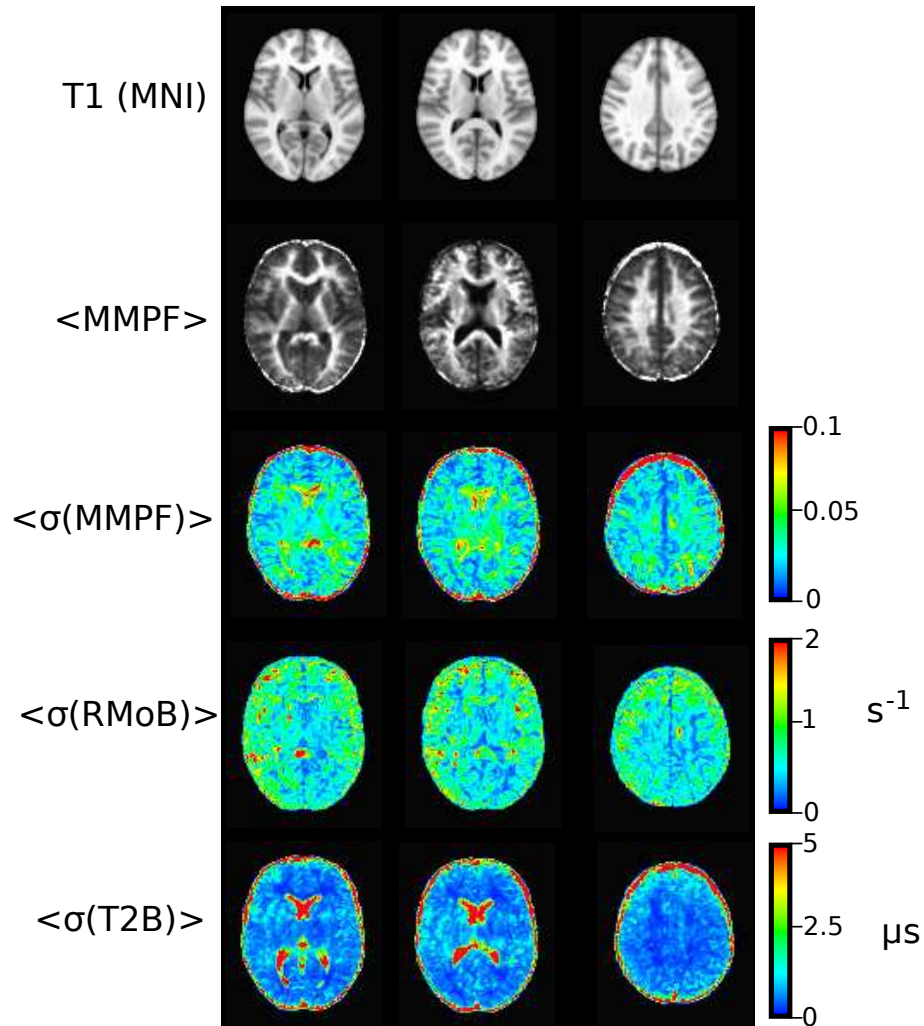 T1 (MNI)
<MMPF>
<σ(MMPF)>
0.1
0.05
0
<σ(RMoB)>
2
1
0
s-1
<σ(T2B)>
5
2.5
0
μs